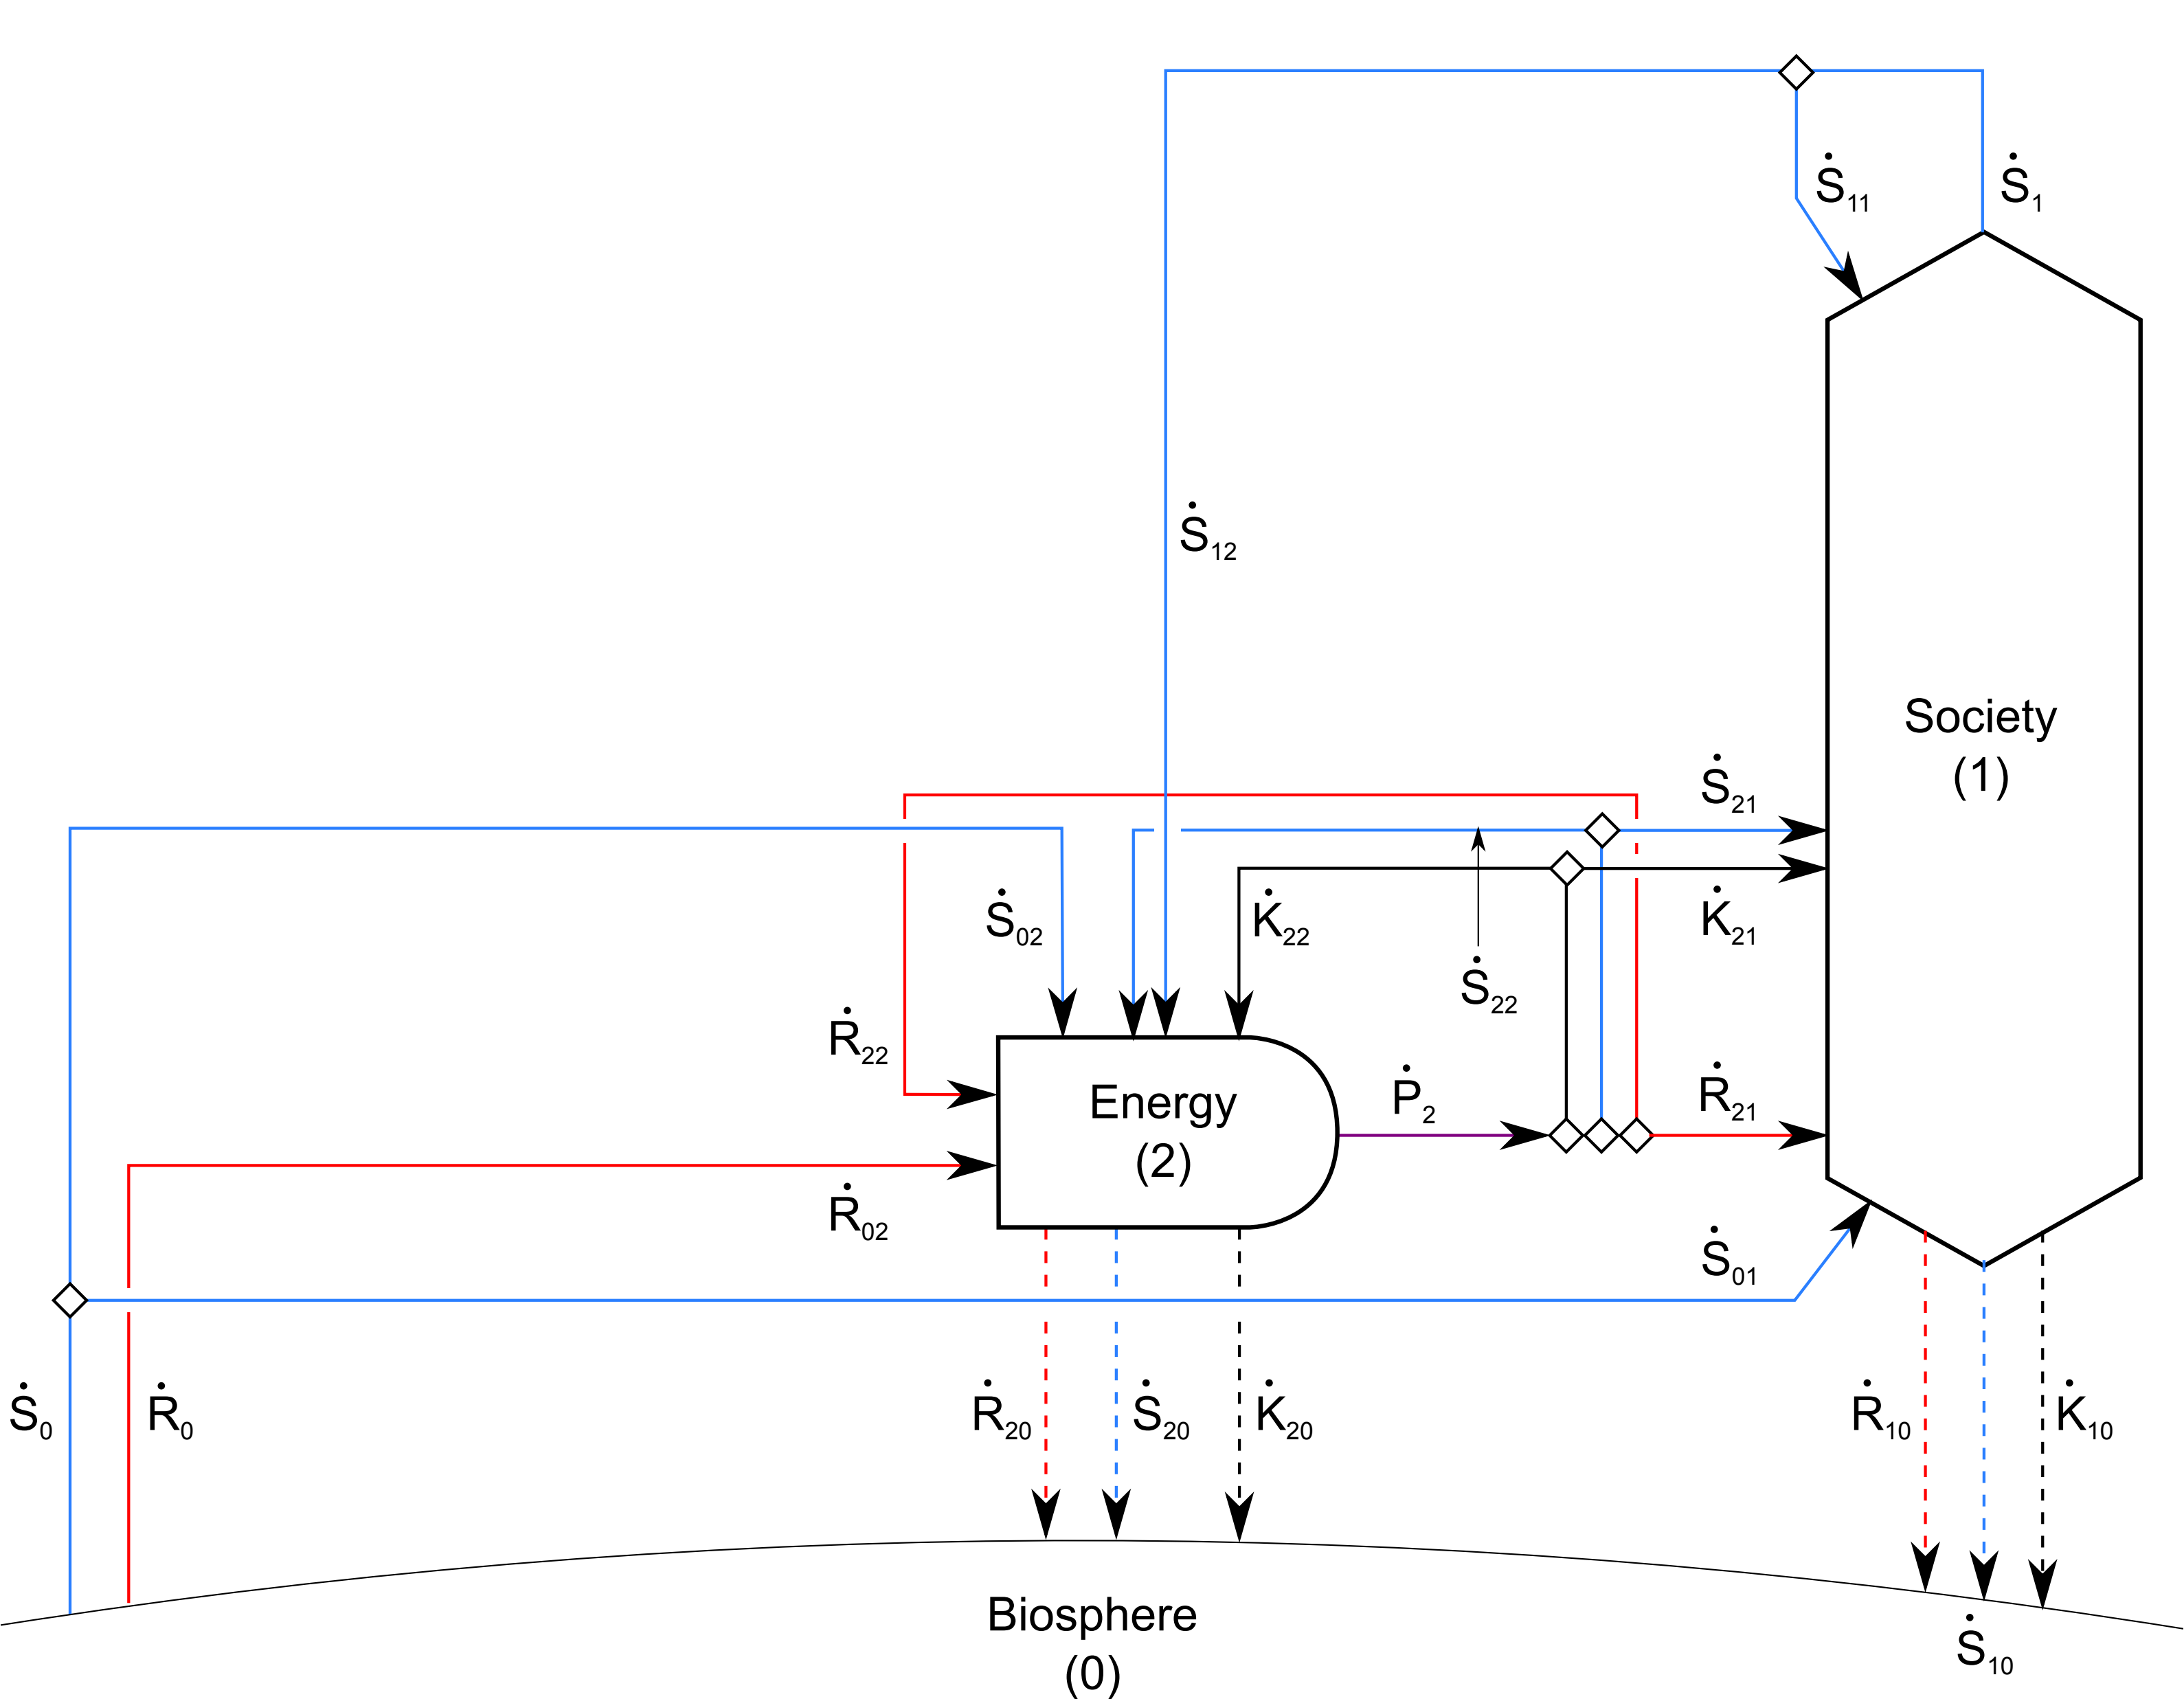 Ṡ₁₁
Ṡ₁
Ṡ₁₂
Society
(1)
Ṡ₂₁
Ṡ₀₂
K̇₂₂
K̇₂₁
Ṡ₂₂
Ṙ₂₂
Energy
(2)
Ṗ₂
Ṙ₂₁
Ṙ₀₂
Ṡ₀₁
Ṡ₀
Ṙ₀
Ṙ₂₀
Ṡ₂₀
K̇₂₀
Ṙ₁₀
K̇₁₀
Biosphere
(0)
Ṡ₁₀